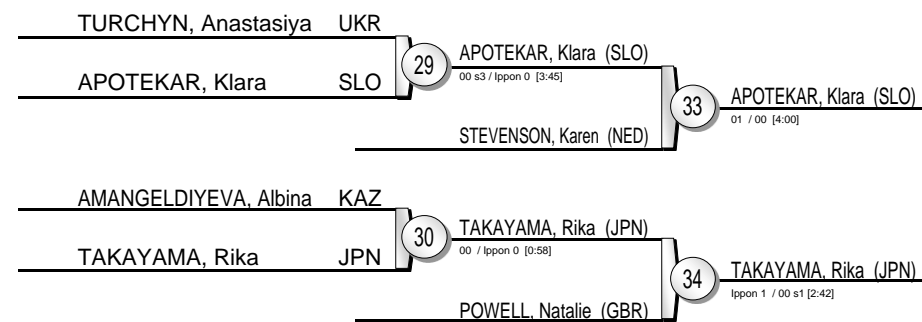 TURCHYN, Anastasiya UKR
APOTEKAR, Klara SLO
29
APOTEKAR, Klara (SLO)
00 s3 / Ippon 0 [3:45]
STEVENSON, Karen (NED)
33
APOTEKAR, Klara (SLO)
01 / 00 [4:00]
AMANGELDIYEVA, Albina KAZ
TAKAYAMA, Rika JPN
30
TAKAYAMA, Rika (JPN)
00 / Ippon 0 [0:58]
POWELL, Natalie (GBR)
34
TAKAYAMA, Rika (JPN)
Ippon 1 / 00 s1 [2:42]